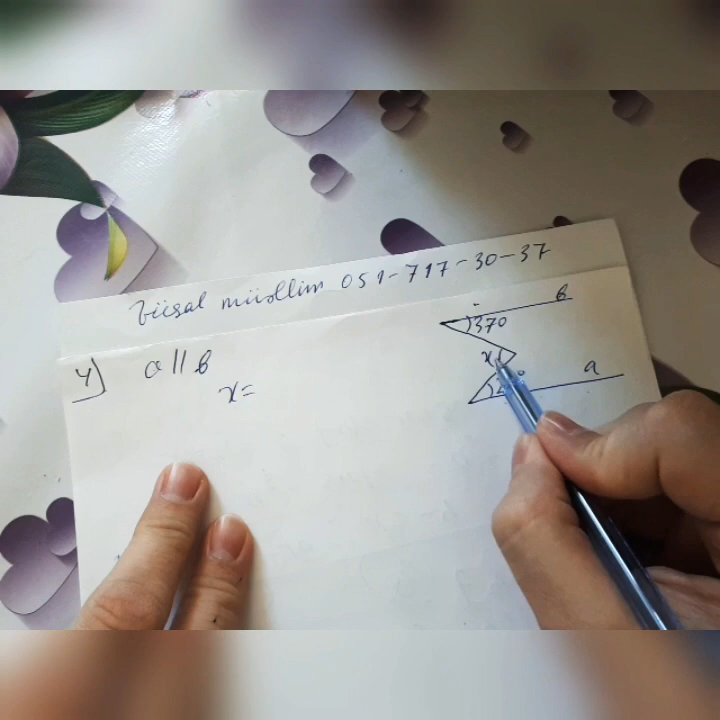 Vüsal müəllim 051-717-30-37
4) a || b
x=
b
37°
x
a